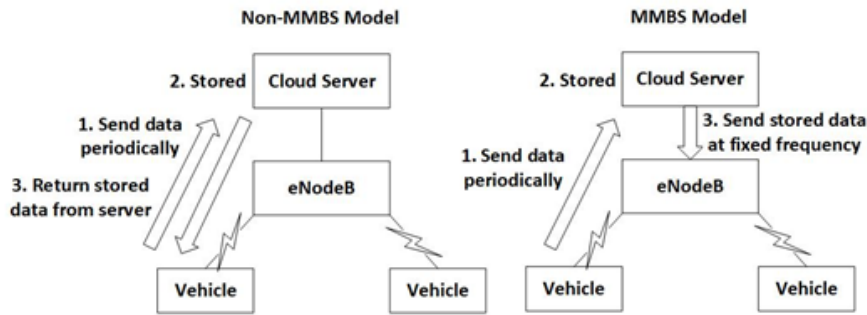 Non-MMBS Model
2. Stored
Cloud Server
1. Send data
periodically
3. Return stored
data from server
eNodeB
Vehicle
Vehicle
MMBS Model
2. Stored
Cloud Server
3. Send stored data
at fixed frequency
1. Send data
periodically
eNodeB
Vehicle
Vehicle